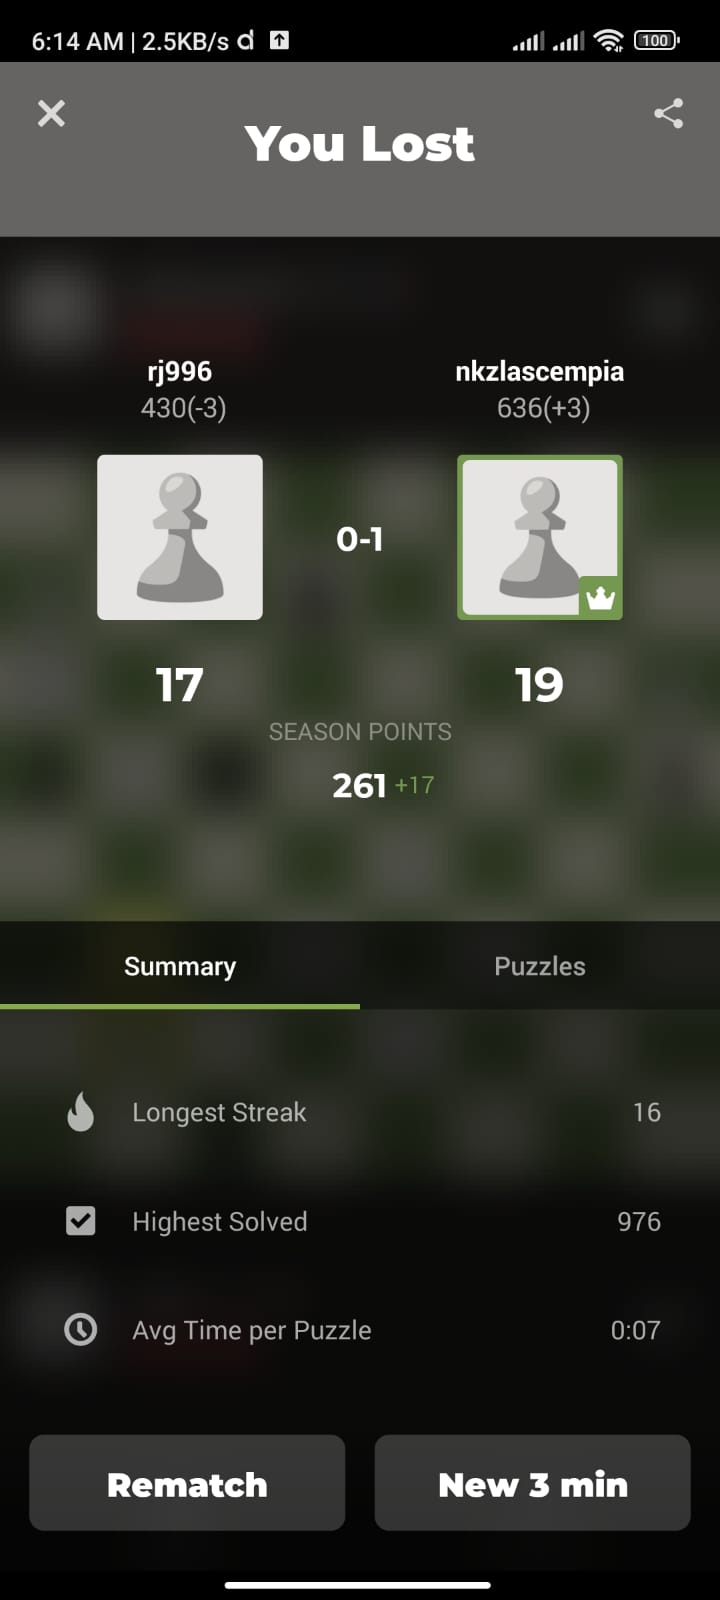 6:14 AM | 2.5KB/s d
100
You Lost
rj996
nkzlascempia
430(-3)
636(+3)
0-1
17
19
SEASON POINTS
261 +17
Summary
Puzzles
Longest Streak
16
Highest Solved
976
Avg Time per Puzzle
0:07
Rematch
New 3 min